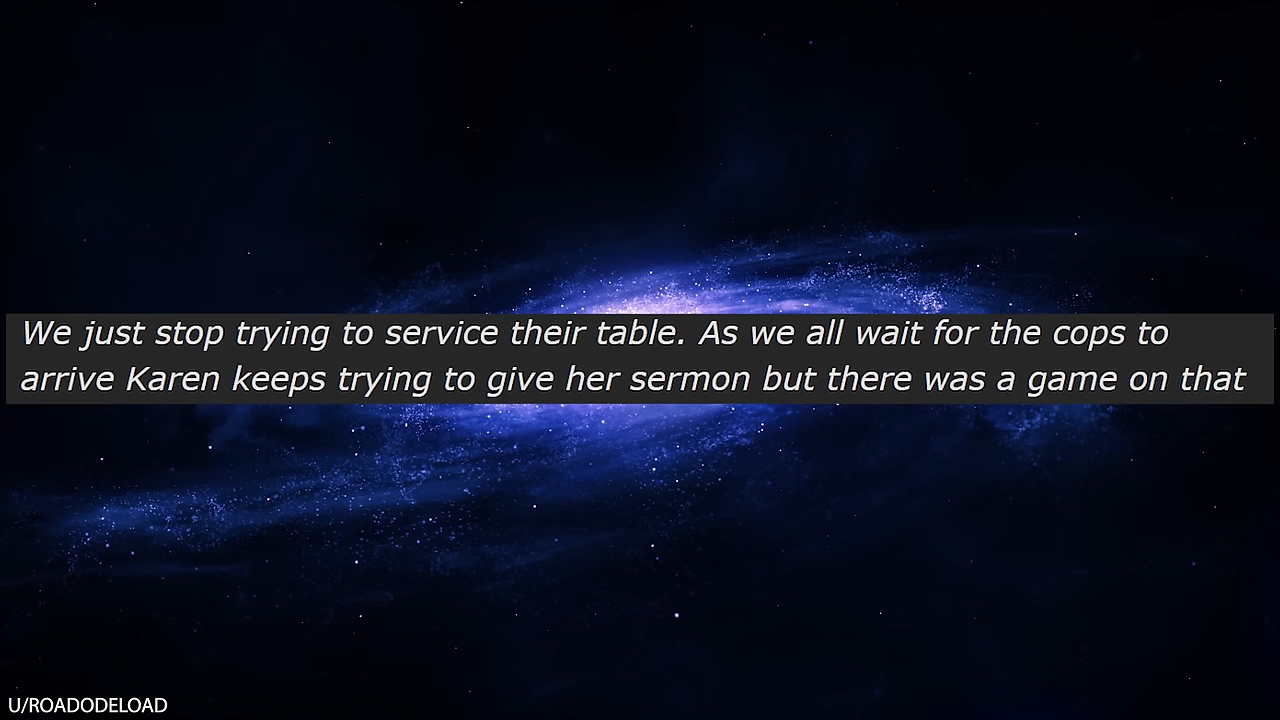 We just stop trying to service their table. As we all wait for the cops to
arrive Karen keeps trying to give her sermon but there was a game on that
U/ROADODELOAD